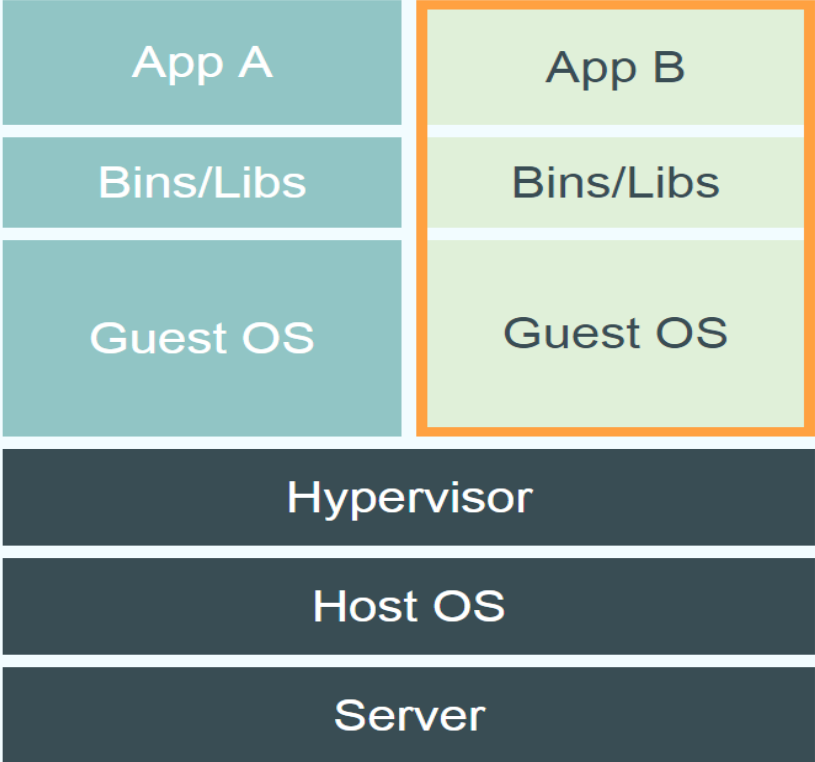 App A
Bins/Libs
Guest OS
App B
Bins/Libs
Guest OS
Hypervisor
Host OS
Server